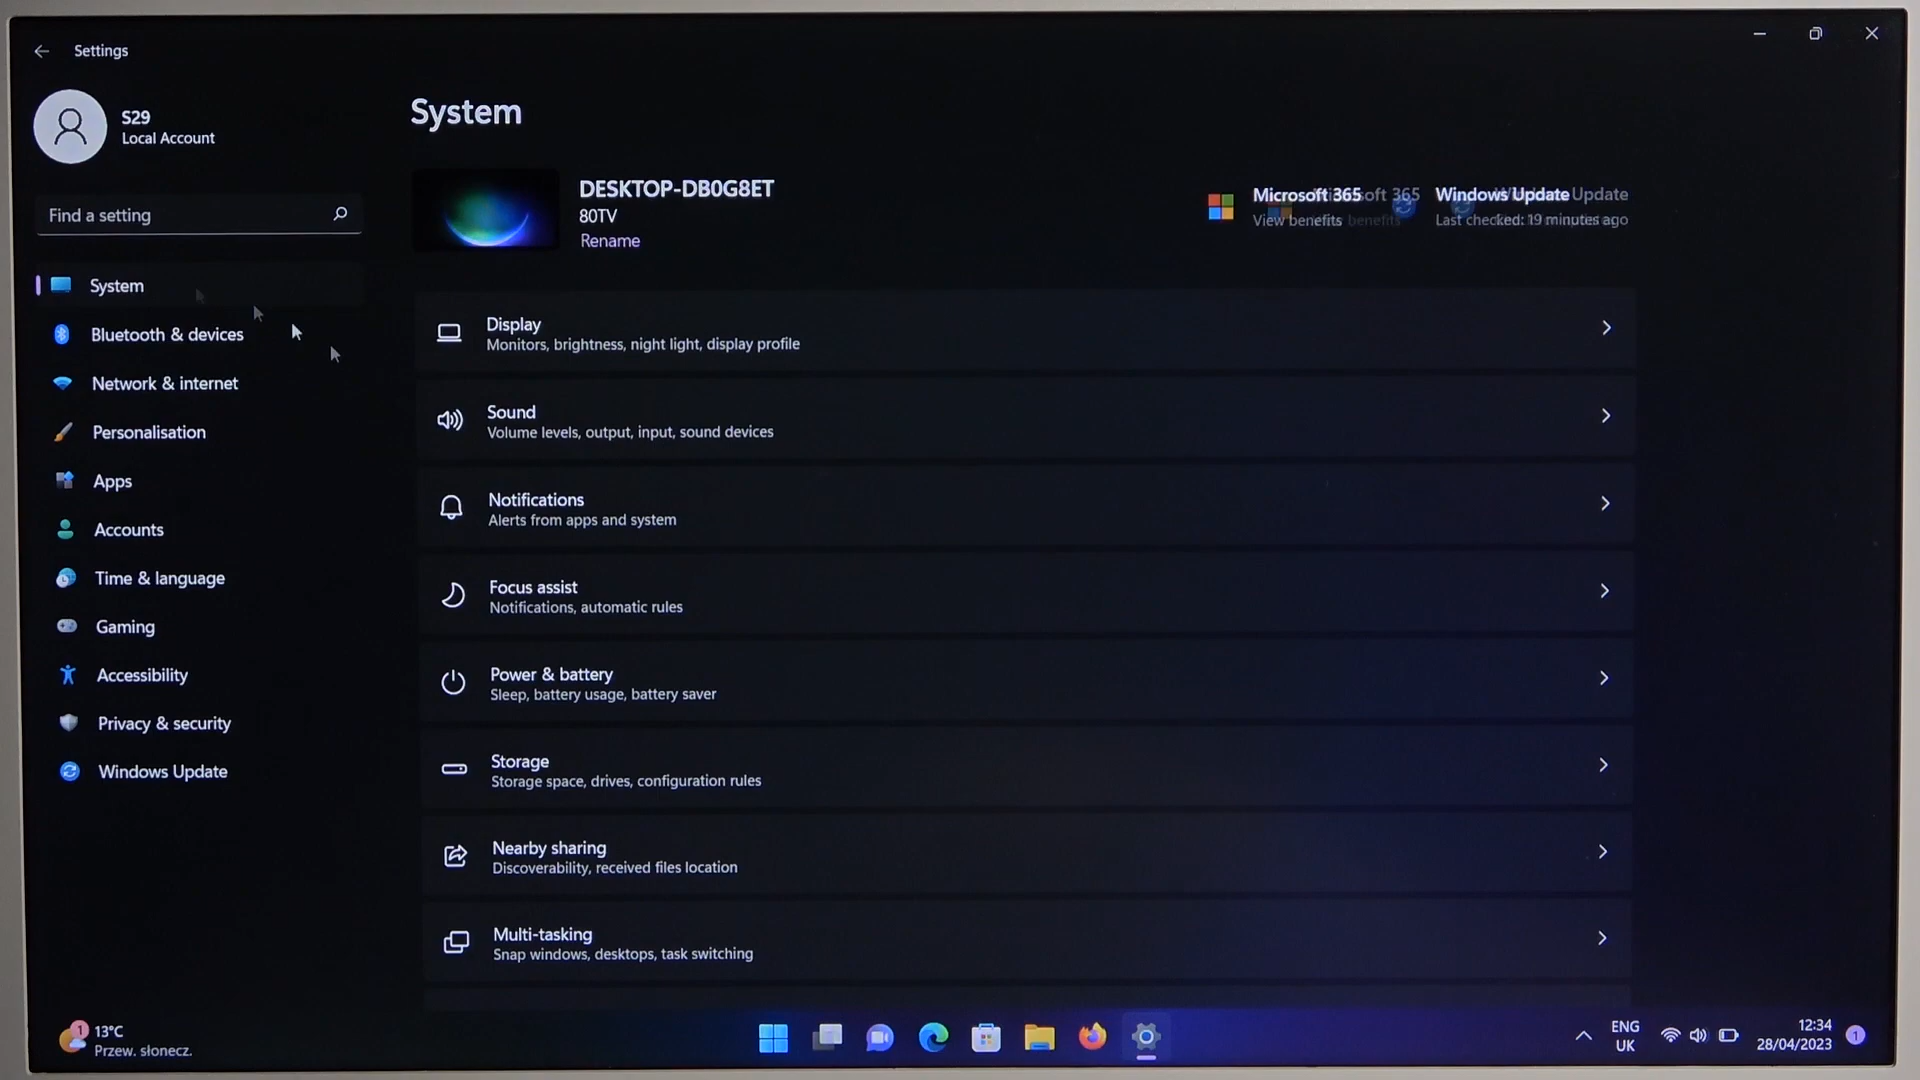 Settings
S29
Local Account
Find a setting
System
Bluetooth & devices
Network & internet
Personalisation
Apps
Accounts
Time & language
Gaming
Accessibility
Privacy & security
Windows Update
System
DESKTOP-DB0G8ET
80TV
Rename
Microsoft 365
View benefits
Windows Update
Last checked: 19 minutes ago
Display
Monitors, brightness, night light, display profile
Sound
Volume levels, output, input, sound devices
Notifications
Alerts from apps and system
Focus assist
Notifications, automatic rules
Power & battery
Sleep, battery usage, battery saver
Storage
Storage space, drives, configuration rules
Nearby sharing
Discoverability, received files location
Multi-tasking
Snap windows, desktops, task switching
1
13°C
Przew. słonecz.
ENG
UK
12:34
28/04/2023
1